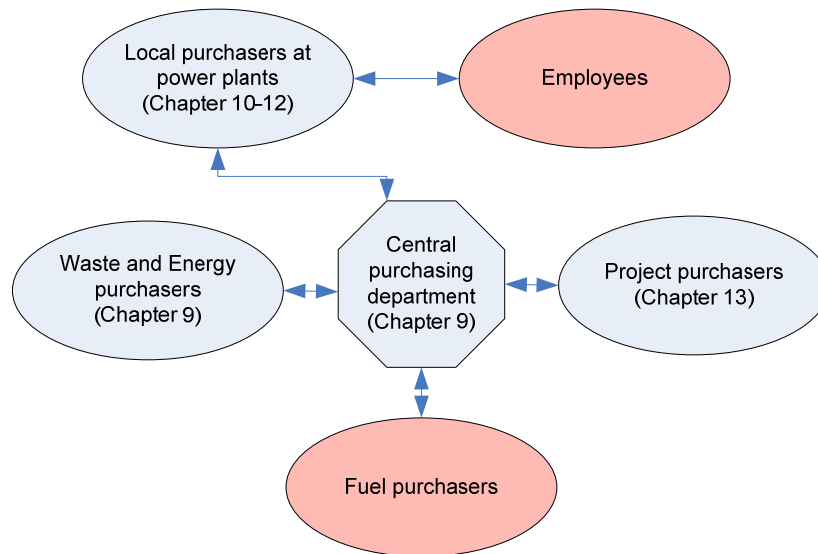 Local purchasers at
power plants
(Chapter 10-12)
Employees
Waste and Energy
purchasers
(Chapter 9)
Central
purchasing
department
(Chapter 9)
Project purchasers
(Chapter 13)
Fuel purchasers